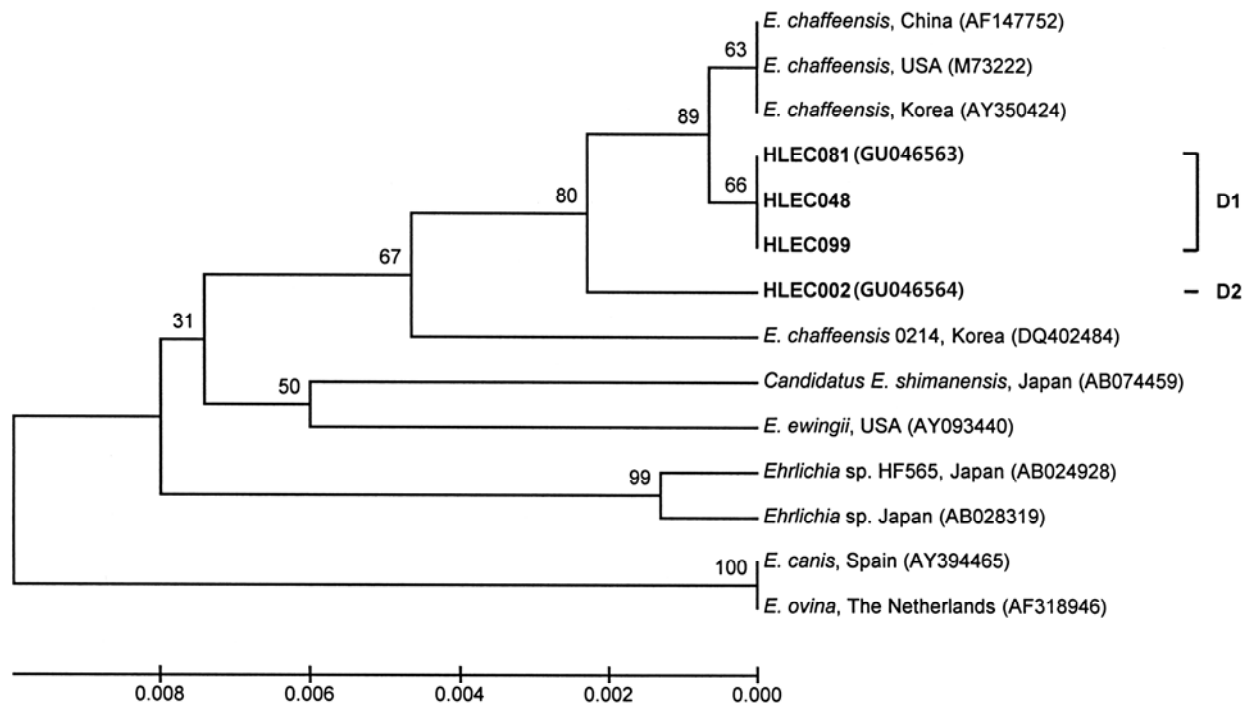 E. chaffeensis, China (AF147752)
63
E. chaffeensis, USA (M73222)
E. chaffeensis, Korea (AY350424)
89
HLEC081 (GU046563)
66
HLEC048
D1
80
HLEC099
67
HLEC002 (GU046564)
D2
31
E. chaffeensis 0214, Korea (DQ402484)
50
Candidatus E. shimanensis, Japan (AB074459)
E. ewingii, USA (AY093440)
99
Ehrlichia sp. HF565, Japan (AB024928)
Ehrlichia sp. Japan (AB028319)
100
E. canis, Spain (AY394465)
E. ovina, The Netherlands (AF318946)
0.008 0.006 0.004 0.002 0.000